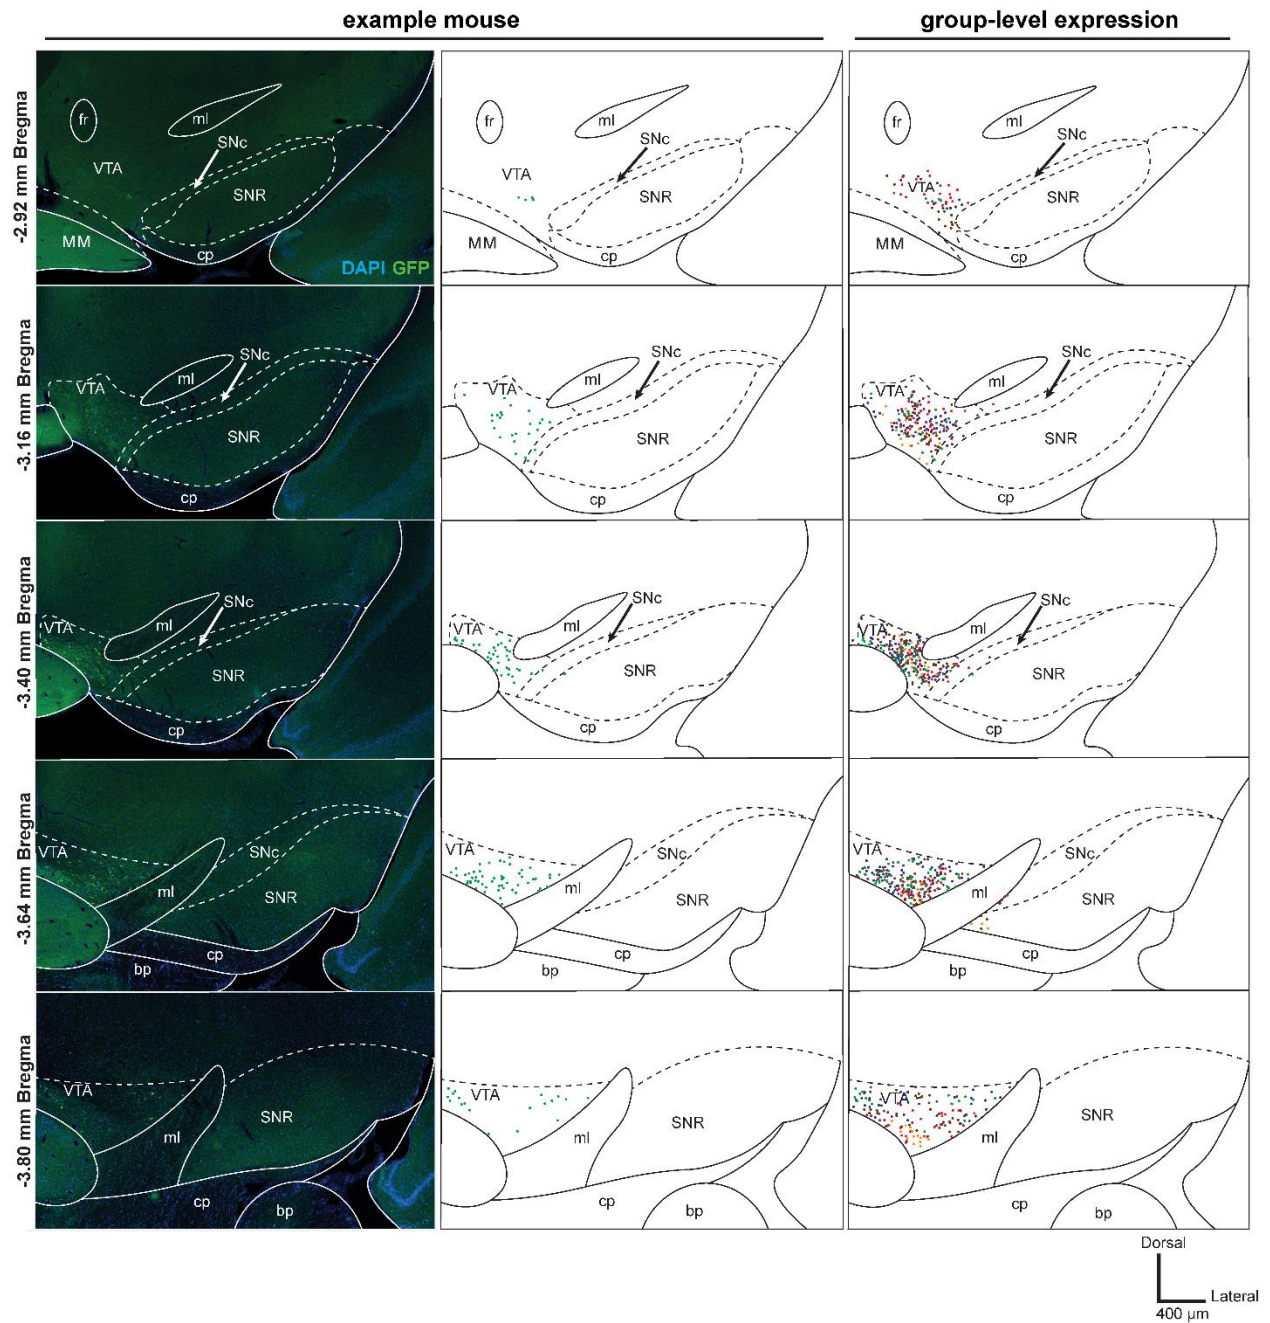 example mouse
group-level expression
-2.92 mm Bregma
fr
ml
SNc
VTA
SNR
MM
cp
DAPI GFP
fr
ml
SNc
VTA
SNR
MM
cp
fr
ml
SNc
VTA
SNR
MM
cp
-3.16 mm Bregma
SNc
ml
VTA
SNR
cp
SNc
ml
VTA
SNR
cp
SNc
ml
VTA
SNR
cp
-3.40 mm Bregma
SNc
VTA
ml
SNR
cp
SNc
VTA
ml
SNR
cp
SNc
VTA
ml
SNR
cp
-3.64 mm Bregma
VTA
SNc
ml
SNR
cp
bp
VTA
SNc
ml
SNR
cp
bp
VTA
SNc
ml
SNR
cp
bp
-3.80 mm Bregma
VTA
SNR
ml
cp
bp
VTA
SNR
ml
cp
bp
VTA
SNR
ml
cp
bp
Dorsal
Lateral
400 µm